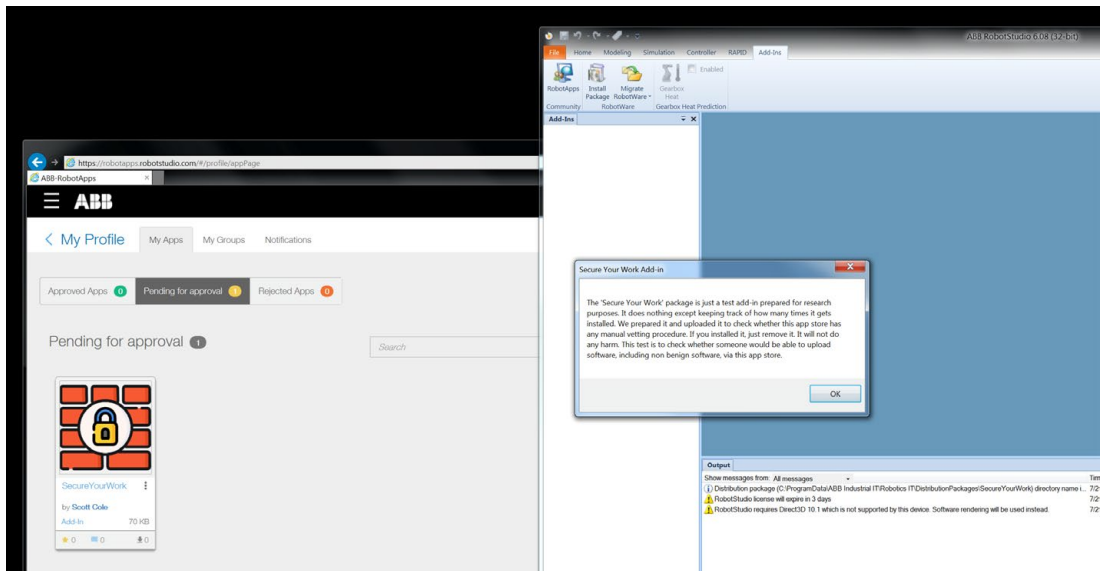 ABB RobotStudio 6.08 (32-bit)
File Home Modeling Simulation Controller RAPID Add-Ins
RobotApps
Install Package
Migrate RobotWare
Gearbox Heat
Enabled
Community RobotWare Gearbox Heat Prediction
Add-Ins
https://robotapps.robotstudio.com/#/profile/appPage
ABB-RobotApps
ABB
My Profile My Apps My Groups Notifications
Approved Apps 0 Pending for approval 1 Rejected Apps 0
Pending for approval 1
Search
SecureYourWork
by Scott Cole
Add-In 70 KB
0 0 0
Secure Your Work Add-in
The 'Secure Your Work' package is just a test add-in prepared for research
purposes. It does nothing except keeping track of how many times it gets
installed. We prepared it and uploaded it to check whether this app store has
any manual vetting procedure. If you installed it, just remove it. It will not do
any harm. This test is to check whether someone would be able to upload
software, including non benign software, via this app store.
OK
Output
Show messages from: All messages
Tim
Distribution package (C:\ProgramData\ABB Industrial IT\Robotics IT\DistributionPackages\SecureYourWork) directory name i... 7/2
RobotStudio license will expire in 3 days 7/2
RobotStudio requires Direct3D 10.1 which is not supported by this device. Software rendering will be used instead. 7/2